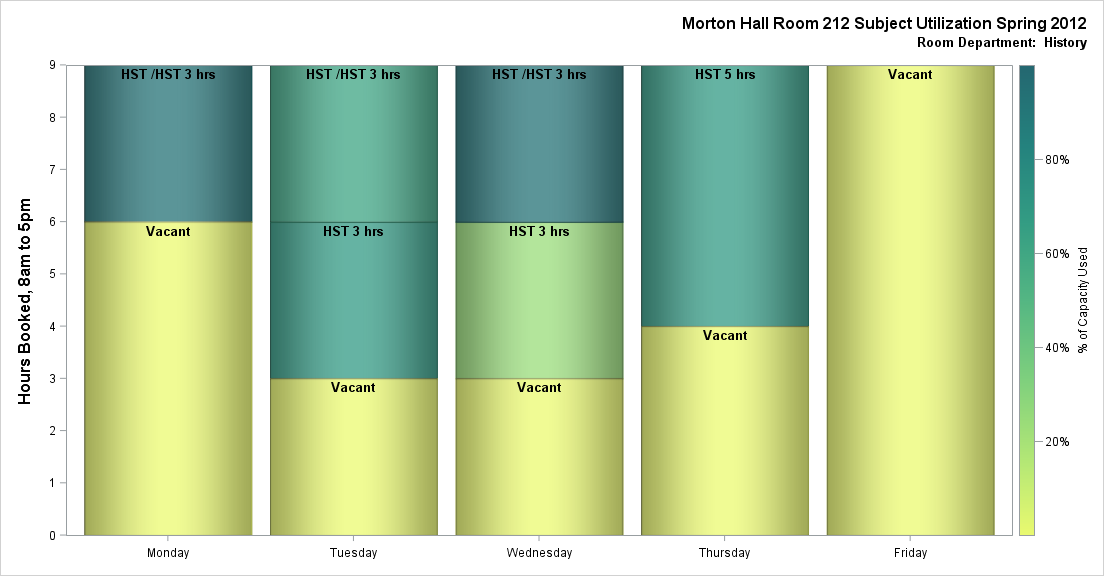 Morton Hall Room 212 Subject Utilization Spring 2012
Room Department: History
Hours Booked, 8am to 5pm
9
8
7
6
5
4
3
2
1
0
HST /HST 3 hrs
Vacant
HST /HST 3 hrs
HST 3 hrs
Vacant
HST /HST 3 hrs
HST 3 hrs
Vacant
HST 5 hrs
Vacant
Vacant
Monday
Tuesday
Wednesday
Thursday
Friday
80%
60%
40%
20%
% of Capacity Used